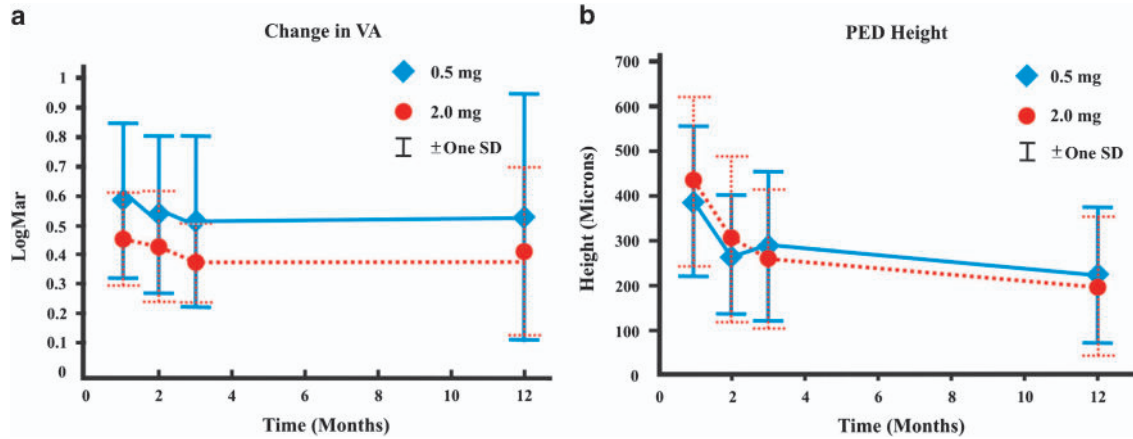 a
Change in VA
1
0.9
0.8
0.7
0.6
0.5
0.4
0.3
0.2
0.1
0
LogMar
0.5 mg
2.0 mg
±One SD
0 2 4 6 8 10 12
Time (Months)
b
PED Height
700
600
500
400
300
200
100
0
Height (Microns)
0.5 mg
2.0 mg
±One SD
0 2 4 6 8 10 12
Time (Months)